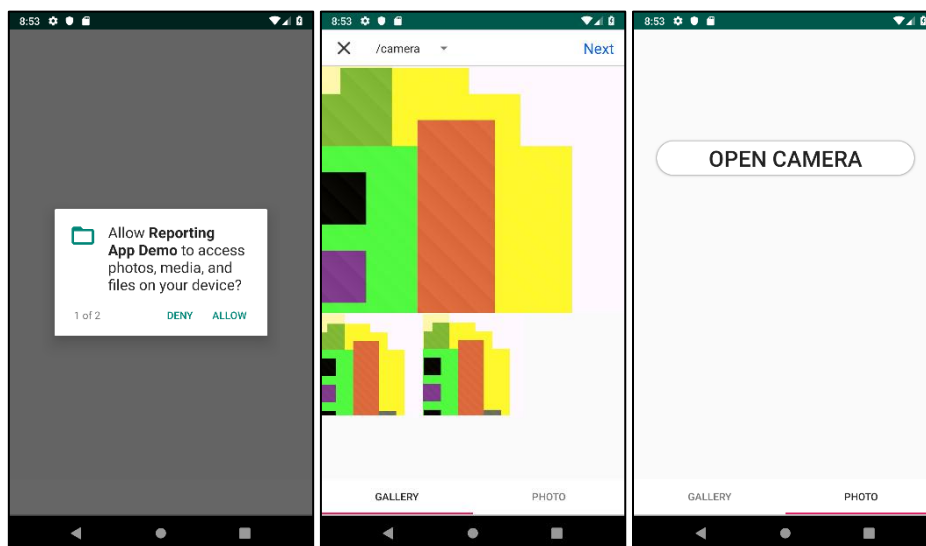 8:53
Allow Reporting
App Demo to access
photos, media, and
files on your device?
1 of 2 DENY ALLOW
8:53
/camera Next
GALLERY PHOTO
8:53
OPEN CAMERA
GALLERY PHOTO